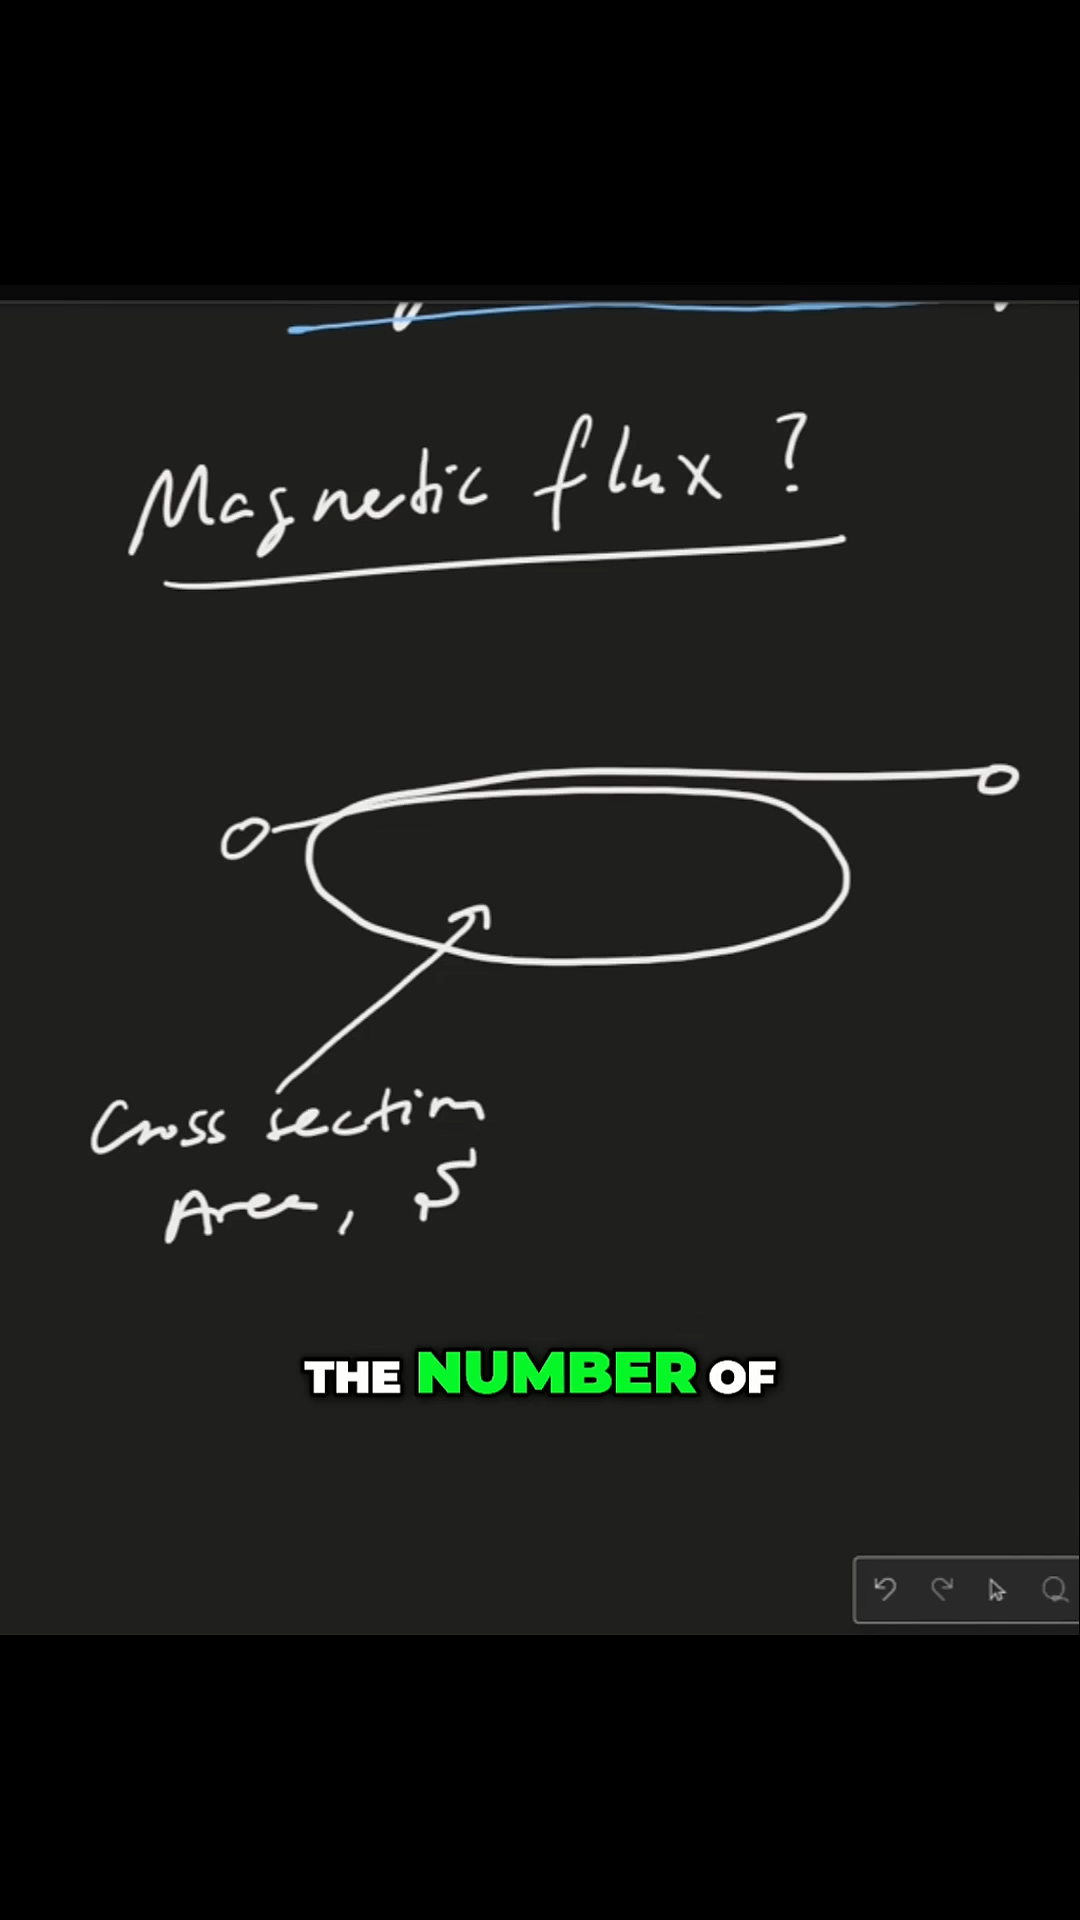 Magnetic flux ?
Cross section
Area, S
THE NUMBER OF